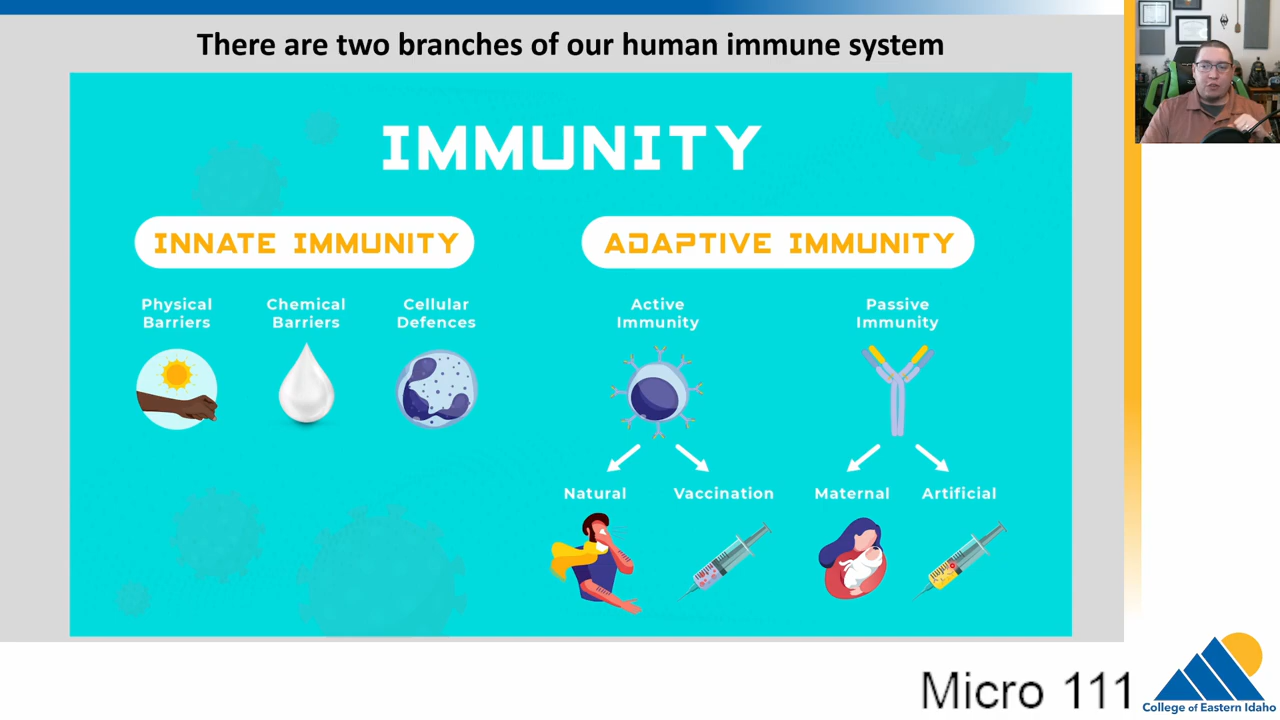 There are two branches of our human immune system
IMMUNITY
INNATE IMMUNITY
ADAPTIVE IMMUNITY
Physical
Barriers
Chemical
Barriers
Cellular
Defences
Active
Immunity
Passive
Immunity
Natural
Vaccination
Maternal
Artificial
Micro 111
College of Eastern Idaho